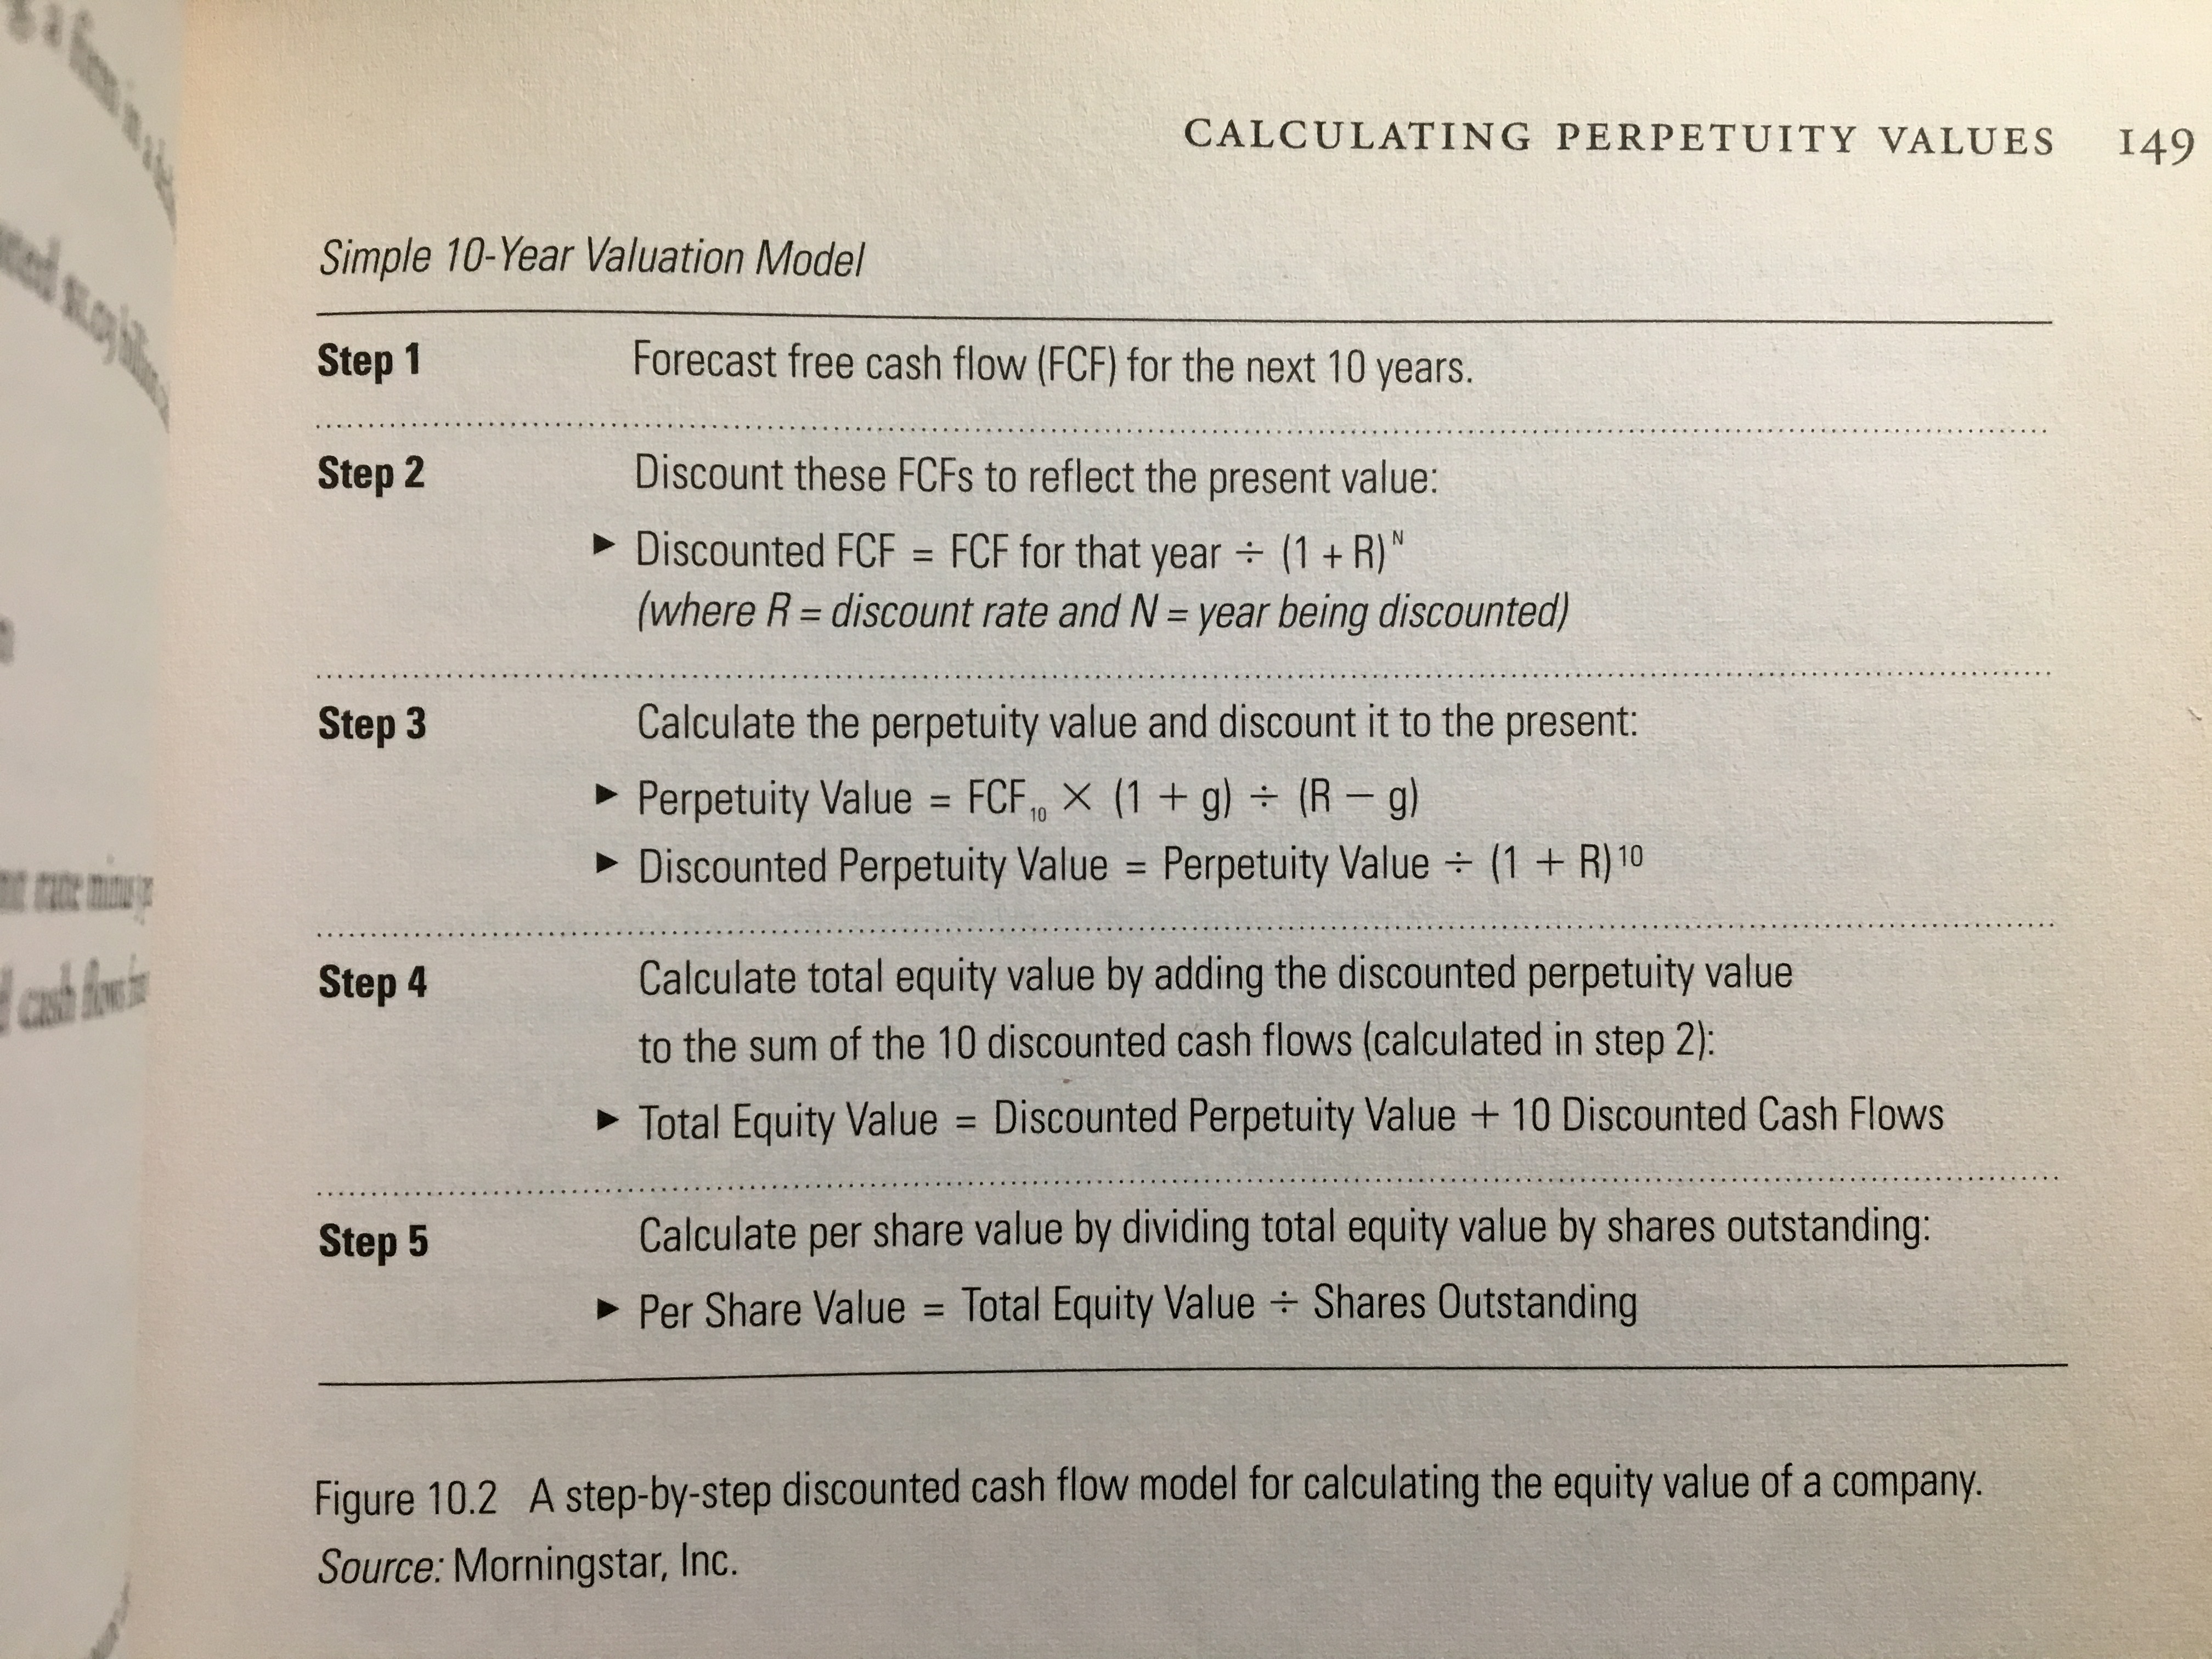 CALCULATING PERPETUITY VALUES 149
Simple 10-Year Valuation Model
Step 1 Forecast free cash flow (FCF) for the next 10 years.
Step 2 Discount these FCFs to reflect the present value:
► Discounted FCF = FCF for that year ÷ (1 + R)ᴺ
(where R = discount rate and N = year being discounted)
Step 3 Calculate the perpetuity value and discount it to the present:
► Perpetuity Value = FCF₁₀ × (1 + g) ÷ (R − g)
► Discounted Perpetuity Value = Perpetuity Value ÷ (1 + R)¹⁰
Step 4 Calculate total equity value by adding the discounted perpetuity value
to the sum of the 10 discounted cash flows (calculated in step 2):
► Total Equity Value = Discounted Perpetuity Value + 10 Discounted Cash Flows
Step 5 Calculate per share value by dividing total equity value by shares outstanding:
► Per Share Value = Total Equity Value ÷ Shares Outstanding
Figure 10.2 A step-by-step discounted cash flow model for calculating the equity value of a company.
Source: Morningstar, Inc.